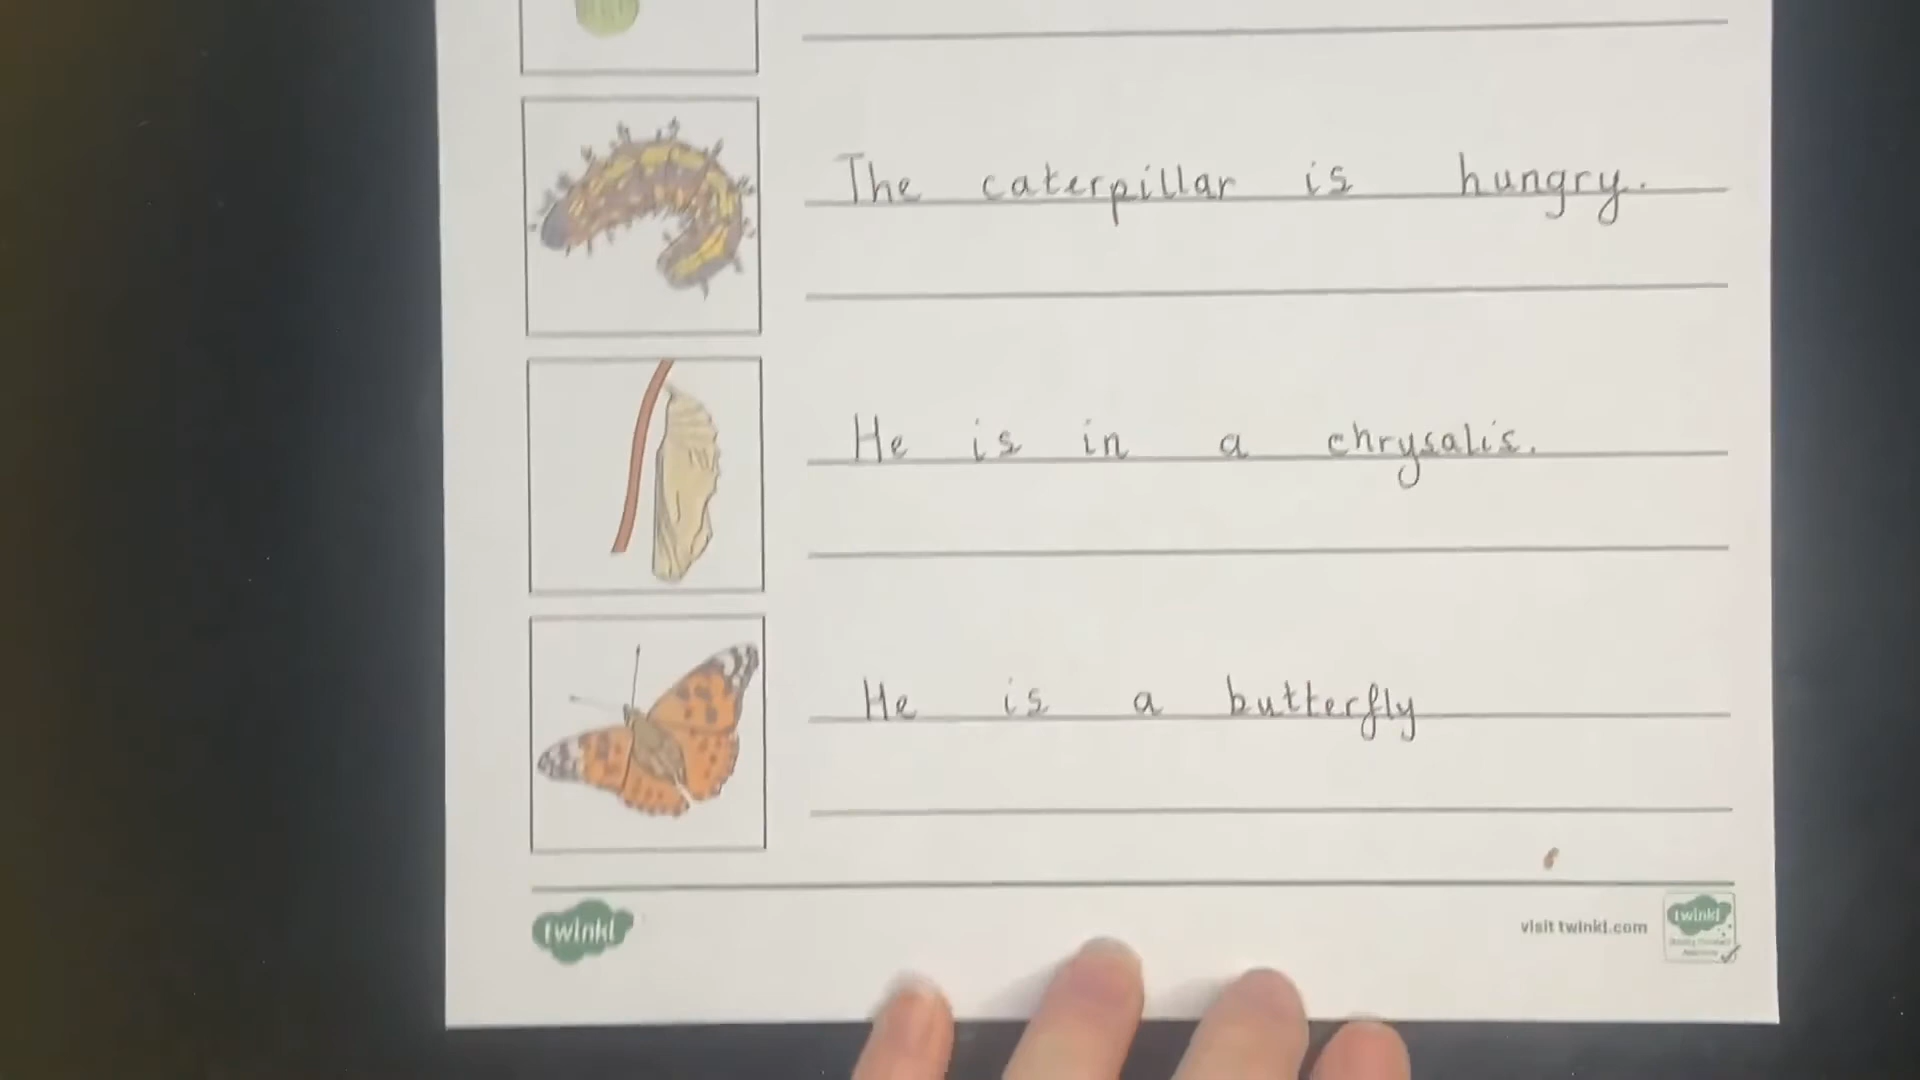 The caterpillar is hungry.
He is in a chrysalis.
He is a butterfly
twinkl
visit twinkl.com
twinkl